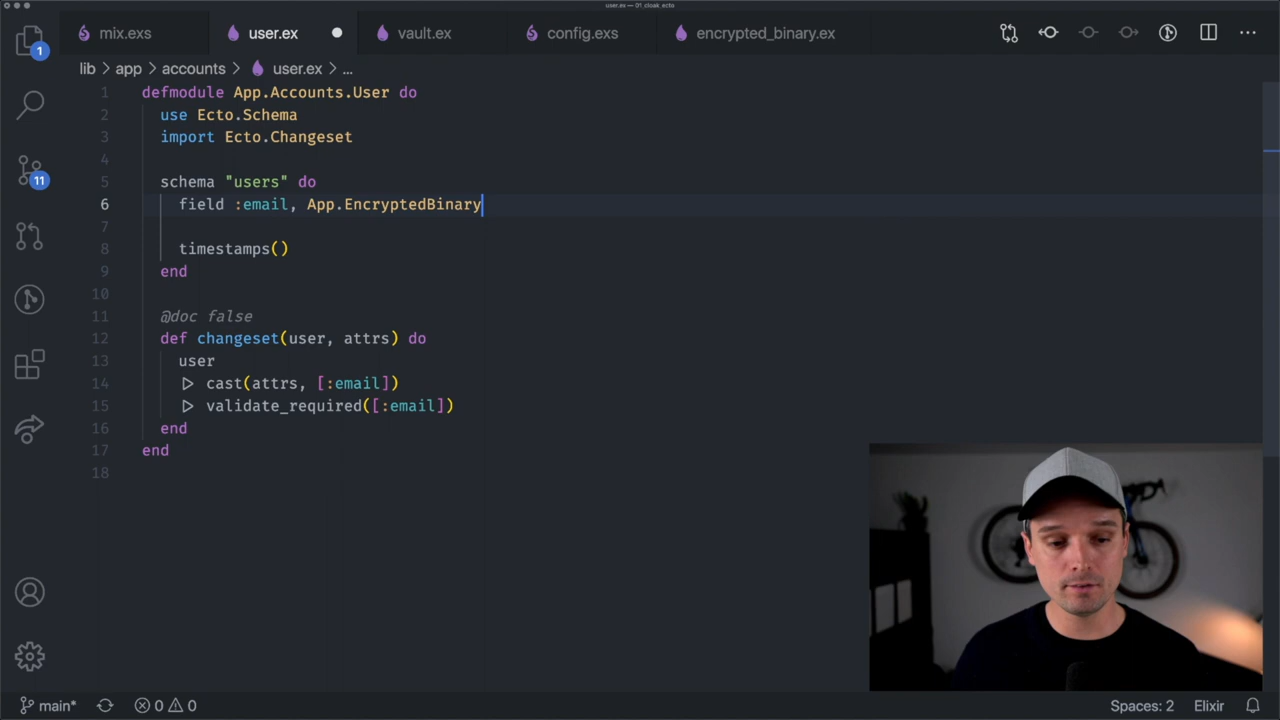 user.ex — 01_cloak_ecto
mix.exs
user.ex
vault.ex
config.exs
encrypted_binary.ex
1
lib > app > accounts > user.ex > ...
1 defmodule App.Accounts.User do
2 use Ecto.Schema
3 import Ecto.Changeset
4
5 schema "users" do
6 field :email, App.EncryptedBinary
7
8 timestamps()
9 end
10
11 @doc false
12 def changeset(user, attrs) do
13 user
14 ▷ cast(attrs, [:email])
15 ▷ validate_required([:email])
16 end
17 end
18
11
main* 0 0 Spaces: 2 Elixir